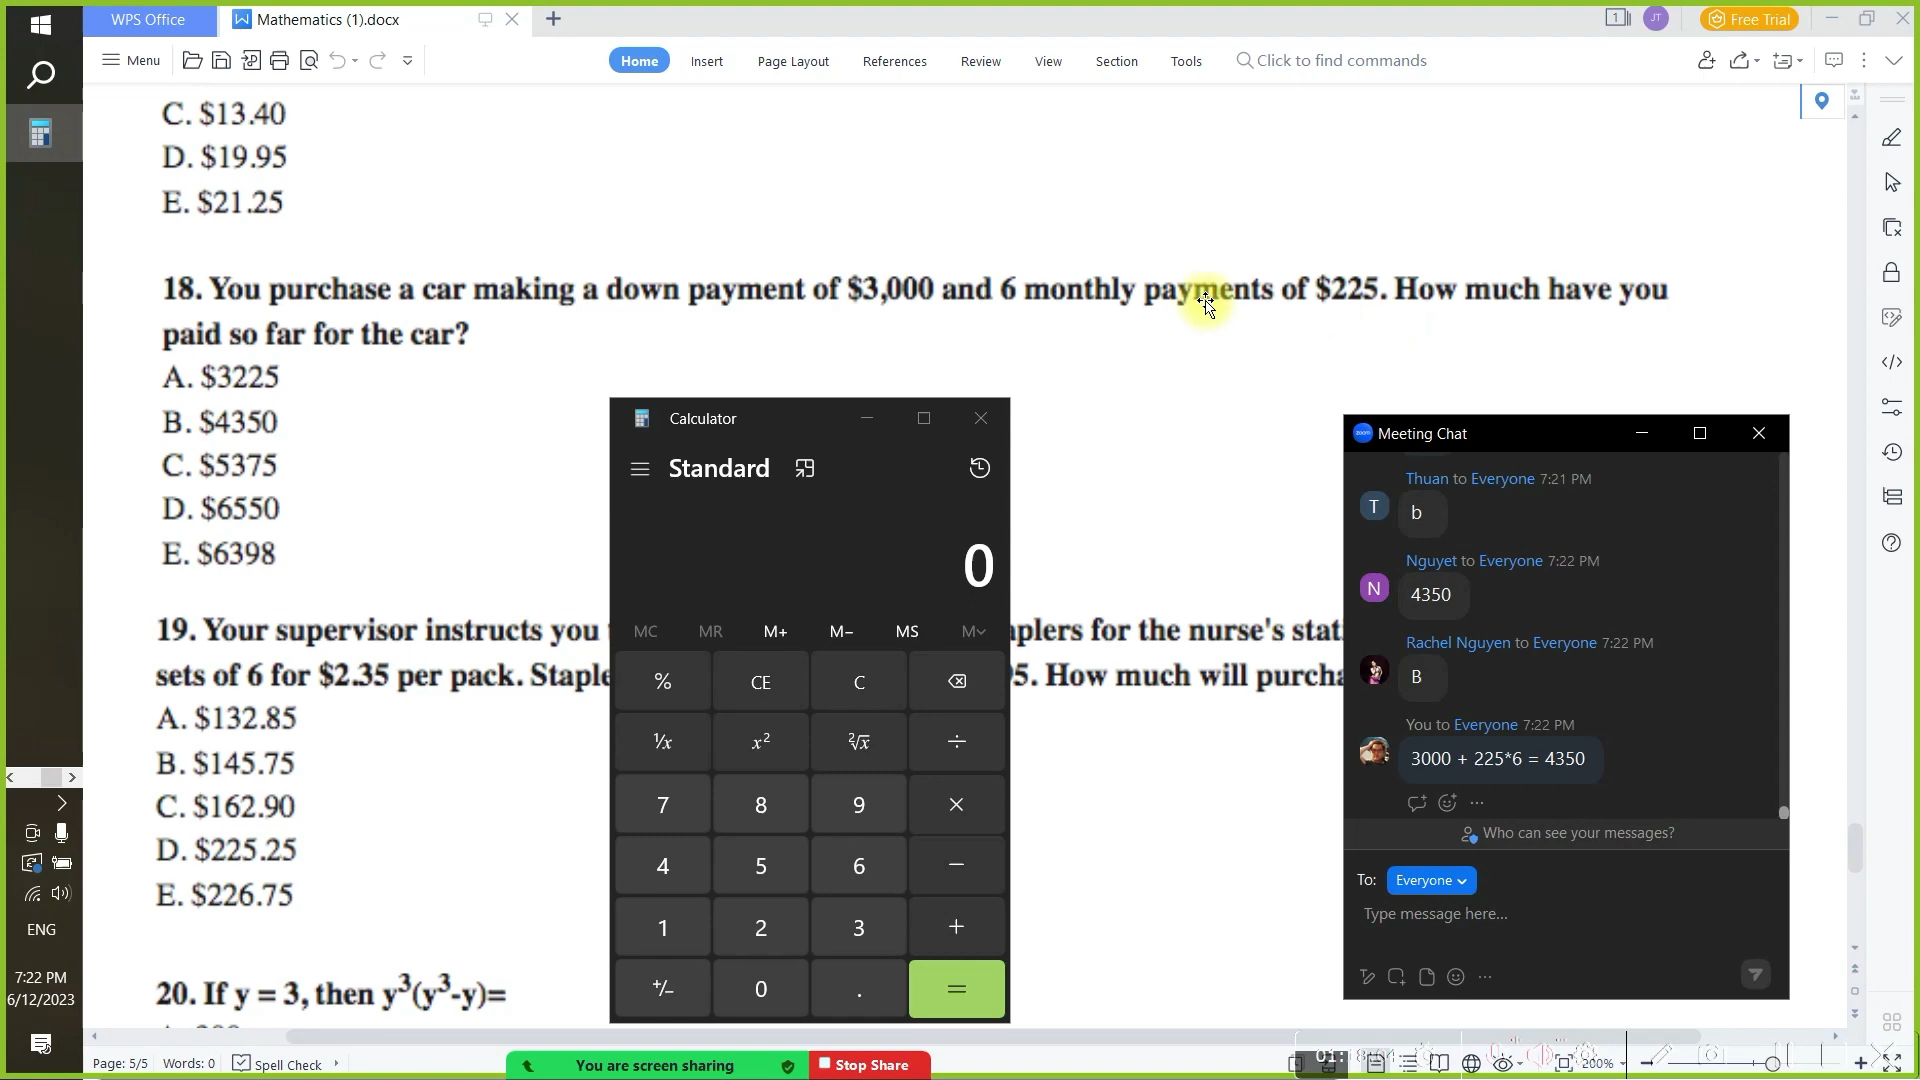 WPS Office
Mathematics (1).docx
1
JT
Free Trial
Menu
Home
Insert
Page Layout
References
Review
View
Section
Tools
Click to find commands
C. $13.40
D. $19.95
E. $21.25
18. You purchase a car making a down payment of $3,000 and 6 monthly payments of $225. How much have you
paid so far for the car?
A. $3225
B. $4350
C. $5375
D. $6550
E. $6398
19. Your supervisor instructs you
aplers for the nurse's stat
sets of 6 for $2.35 per pack. Staple
95. How much will purcha
A. $132.85
B. $145.75
C. $162.90
D. $225.25
E. $226.75
20. If y = 3, then y³(y³-y)=
Calculator
Standard
0
MC MR M+ M− MS M
% CE C
¹⁄x x² ²√x ÷
7 8 9 ×
4 5 6 −
1 2 3 +
+/− 0 . =
zoom
Meeting Chat
Thuan to Everyone 7:21 PM
T
b
Nguyet to Everyone 7:22 PM
N
4350
Rachel Nguyen to Everyone 7:22 PM
B
You to Everyone 7:22 PM
3000 + 225*6 = 4350
Who can see your messages?
To: Everyone
Type message here...
ENG
7:22 PM
6/12/2023
Page: 5/5
Words: 0
Spell Check
You are screen sharing
Stop Share
200%